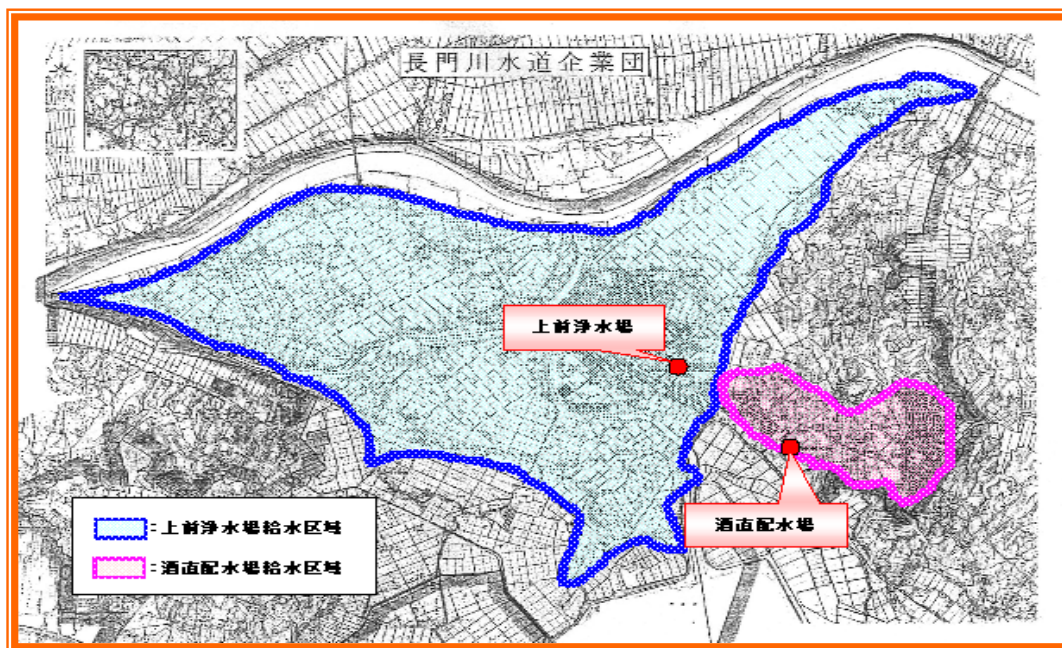 長門川水道企業団
上前浄水場
酒直配水場
:上前浄水場給水区域
:酒直配水場給水区域